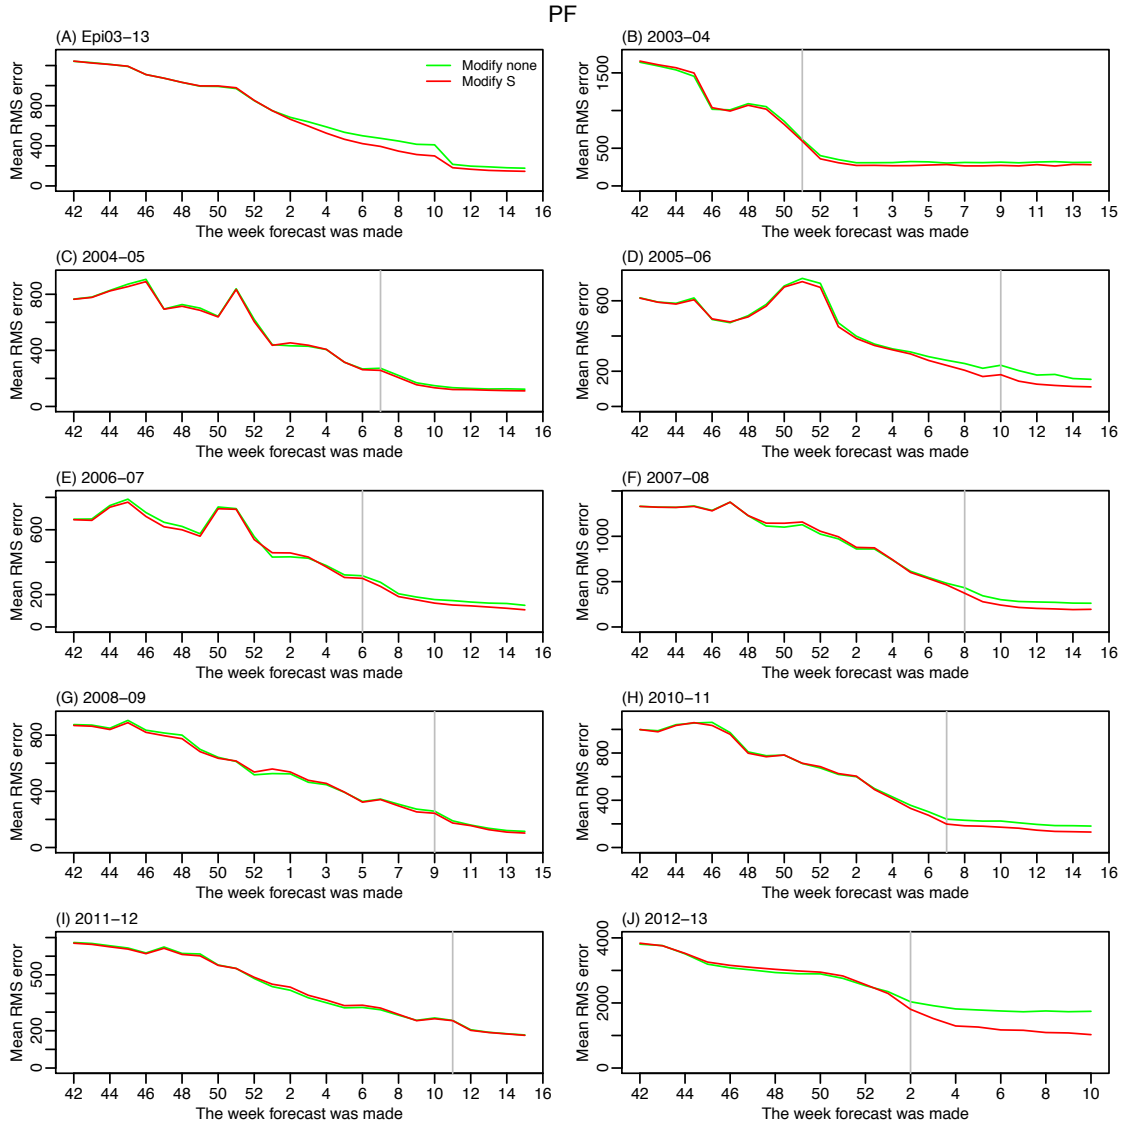 PF
(A) Epi03−13
Mean RMS error
0 400 800
Modify none
Modify S
42 44 46 48 50 52 2 4 6 8 10 12 14 16
The week forecast was made
(B) 2003−04
Mean RMS error
0 500 1500
42 44 46 48 50 52 1 3 5 7 9 11 13 15
The week forecast was made
(C) 2004−05
Mean RMS error
0 400 800
42 44 46 48 50 52 2 4 6 8 10 12 14 16
The week forecast was made
(D) 2005−06
Mean RMS error
0 200 600
42 44 46 48 50 52 2 4 6 8 10 12 14 16
The week forecast was made
(E) 2006−07
Mean RMS error
0 200 600
42 44 46 48 50 52 2 4 6 8 10 12 14 16
The week forecast was made
(F) 2007−08
Mean RMS error
0 500 1000
42 44 46 48 50 52 2 4 6 8 10 12 14 16
The week forecast was made
(G) 2008−09
Mean RMS error
0 400 800
42 44 46 48 50 52 1 3 5 7 9 11 13 15
The week forecast was made
(H) 2010−11
Mean RMS error
0 400 800
42 44 46 48 50 52 2 4 6 8 10 12 14 16
The week forecast was made
(I) 2011−12
Mean RMS error
0 200 500
42 44 46 48 50 52 2 4 6 8 10 12 14 16
The week forecast was made
(J) 2012−13
Mean RMS error
0 2000 4000
42 44 46 48 50 52 2 4 6 8 10
The week forecast was made